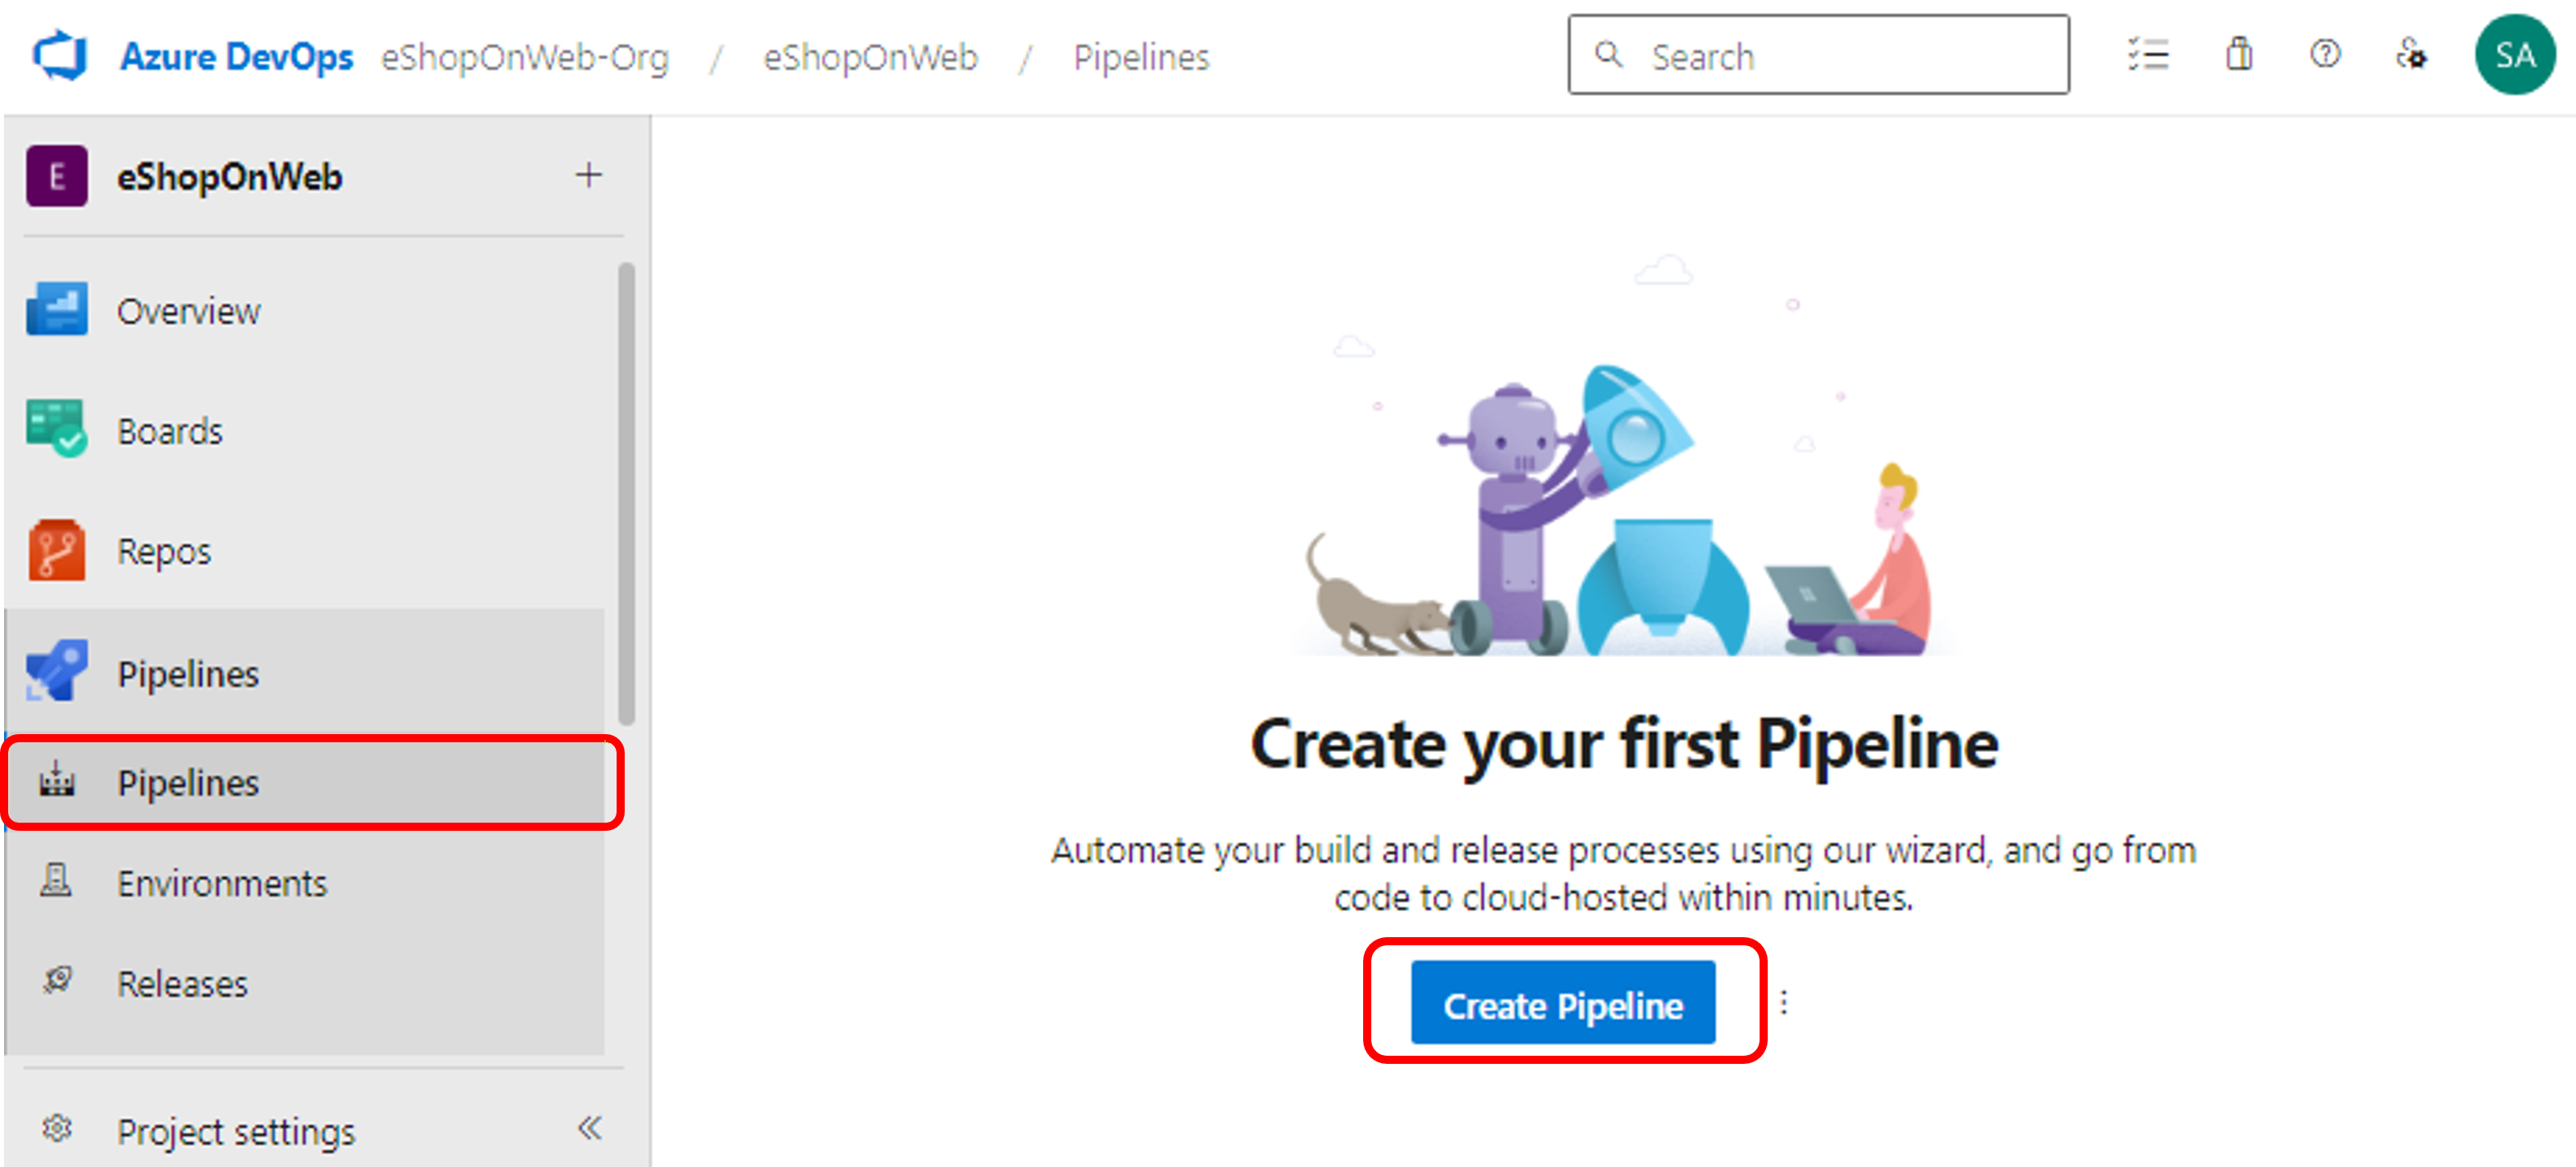 Azure DevOps eShopOnWeb-Org / eShopOnWeb / Pipelines
Search
SA
E eShopOnWeb +
Overview
Boards
Repos
Pipelines
Pipelines
Environments
Releases
Project settings
Create your first Pipeline
Automate your build and release processes using our wizard, and go from
code to cloud-hosted within minutes.
Create Pipeline